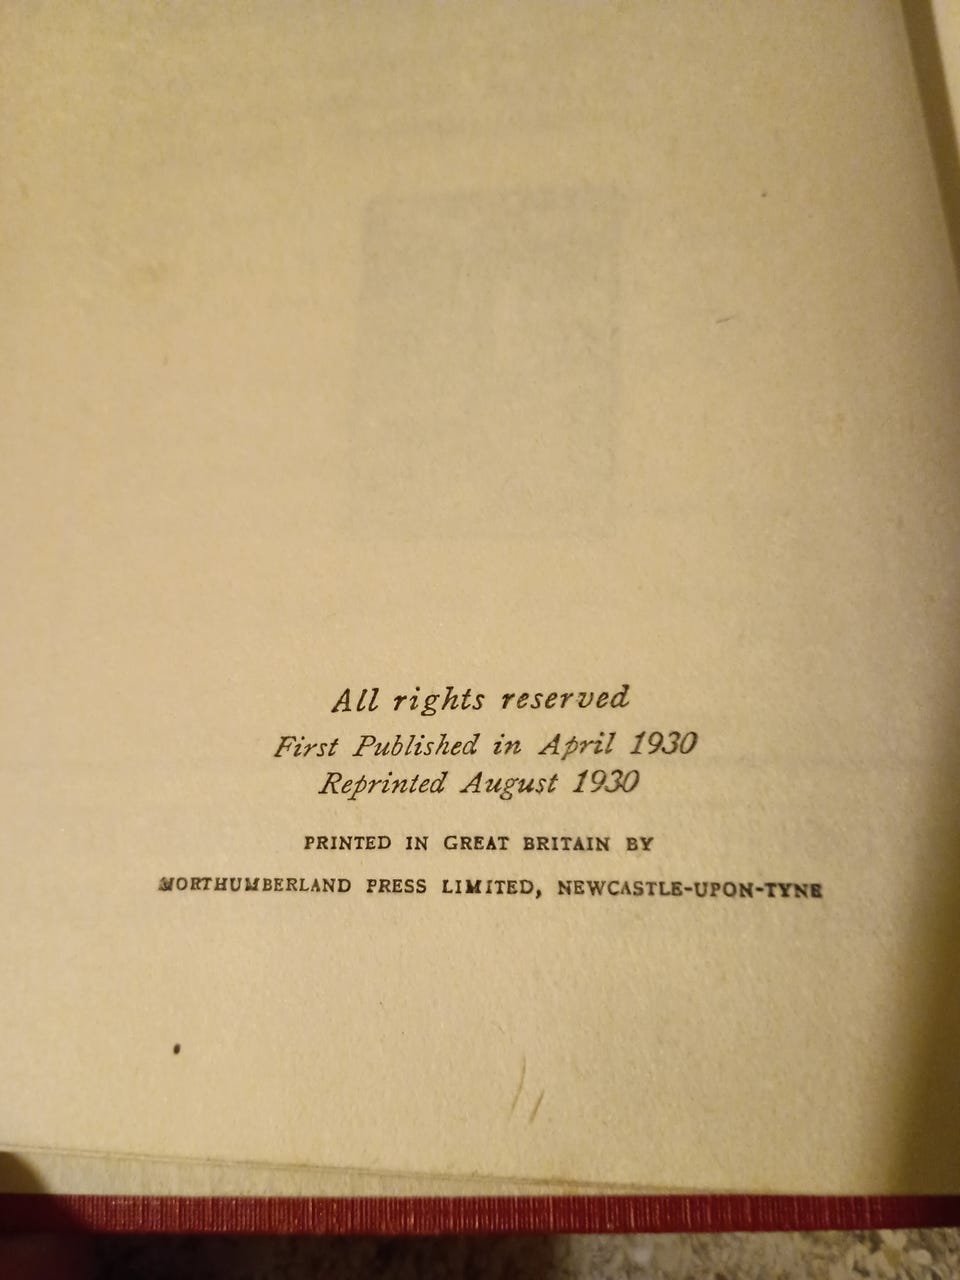 All rights reserved
First Published in April 1930
Reprinted August 1930
PRINTED IN GREAT BRITAIN BY
NORTHUMBERLAND PRESS LIMITED, NEWCASTLE-UPON-TYNE